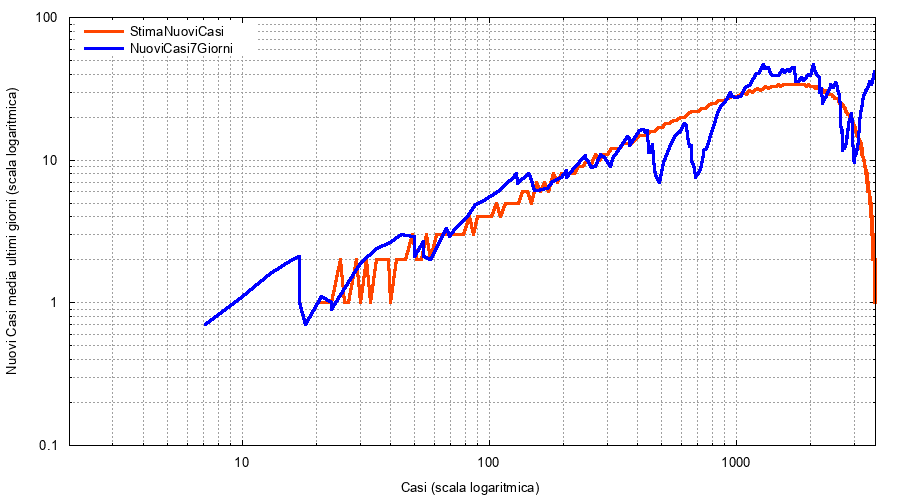 100
StimaNuoviCasi
NuoviCasi7Giorni
Nuovi Casi media ultimi giorni (scala logaritmica)
10
1
0.1
10
100
1000
Casi (scala logaritmica)